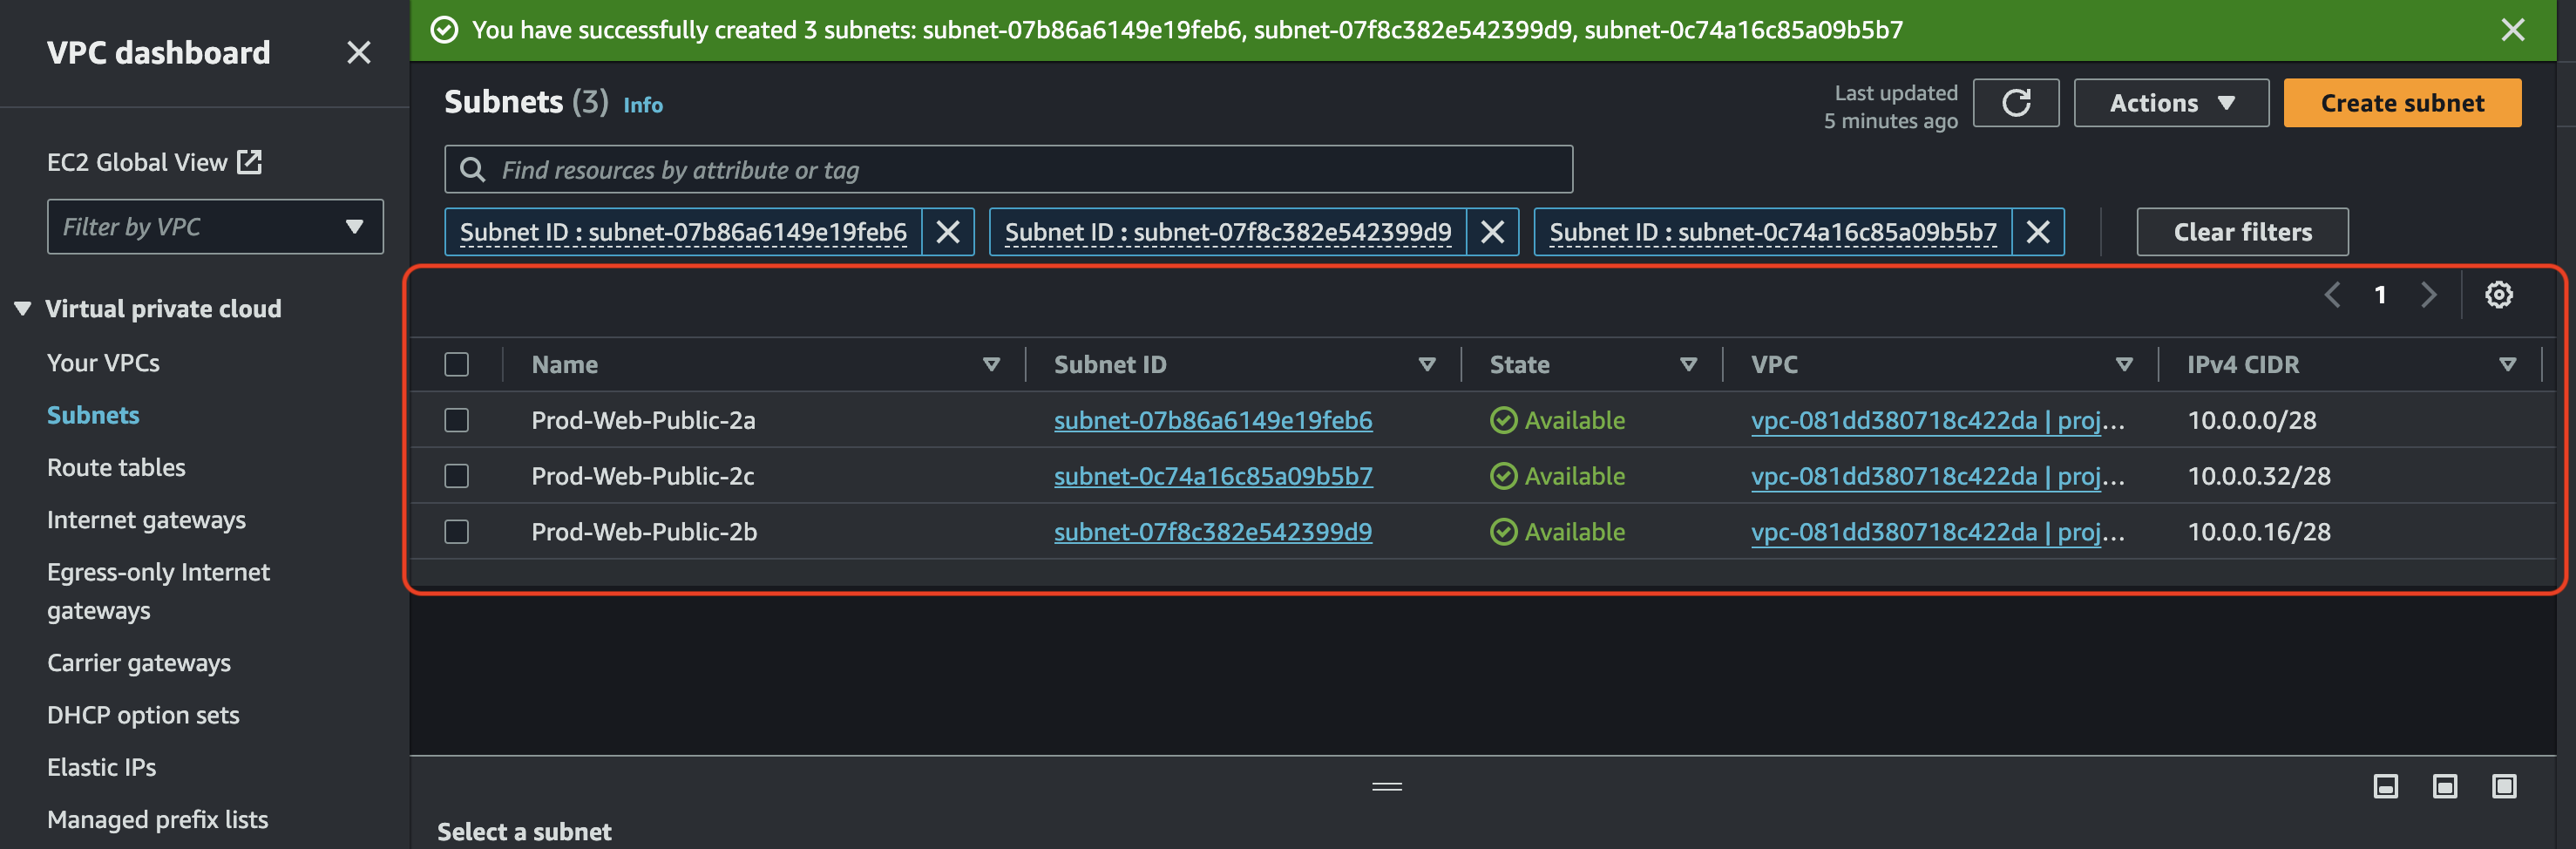 VPC dashboard
EC2 Global View
Filter by VPC
Virtual private cloud
Your VPCs
Subnets
Route tables
Internet gateways
Egress-only Internet
gateways
Carrier gateways
DHCP option sets
Elastic IPs
Managed prefix lists
You have successfully created 3 subnets: subnet-07b86a6149e19feb6, subnet-07f8c382e542399d9, subnet-0c74a16c85a09b5b7
Subnets (3) Info
Last updated
5 minutes ago
Actions
Create subnet
Find resources by attribute or tag
Subnet ID : subnet-07b86a6149e19feb6
Subnet ID : subnet-07f8c382e542399d9
Subnet ID : subnet-0c74a16c85a09b5b7
Clear filters
1
Name Subnet ID State VPC IPv4 CIDR
Prod-Web-Public-2a subnet-07b86a6149e19feb6 Available vpc-081dd380718c422da | proj... 10.0.0.0/28
Prod-Web-Public-2c subnet-0c74a16c85a09b5b7 Available vpc-081dd380718c422da | proj... 10.0.0.32/28
Prod-Web-Public-2b subnet-07f8c382e542399d9 Available vpc-081dd380718c422da | proj... 10.0.0.16/28
Select a subnet